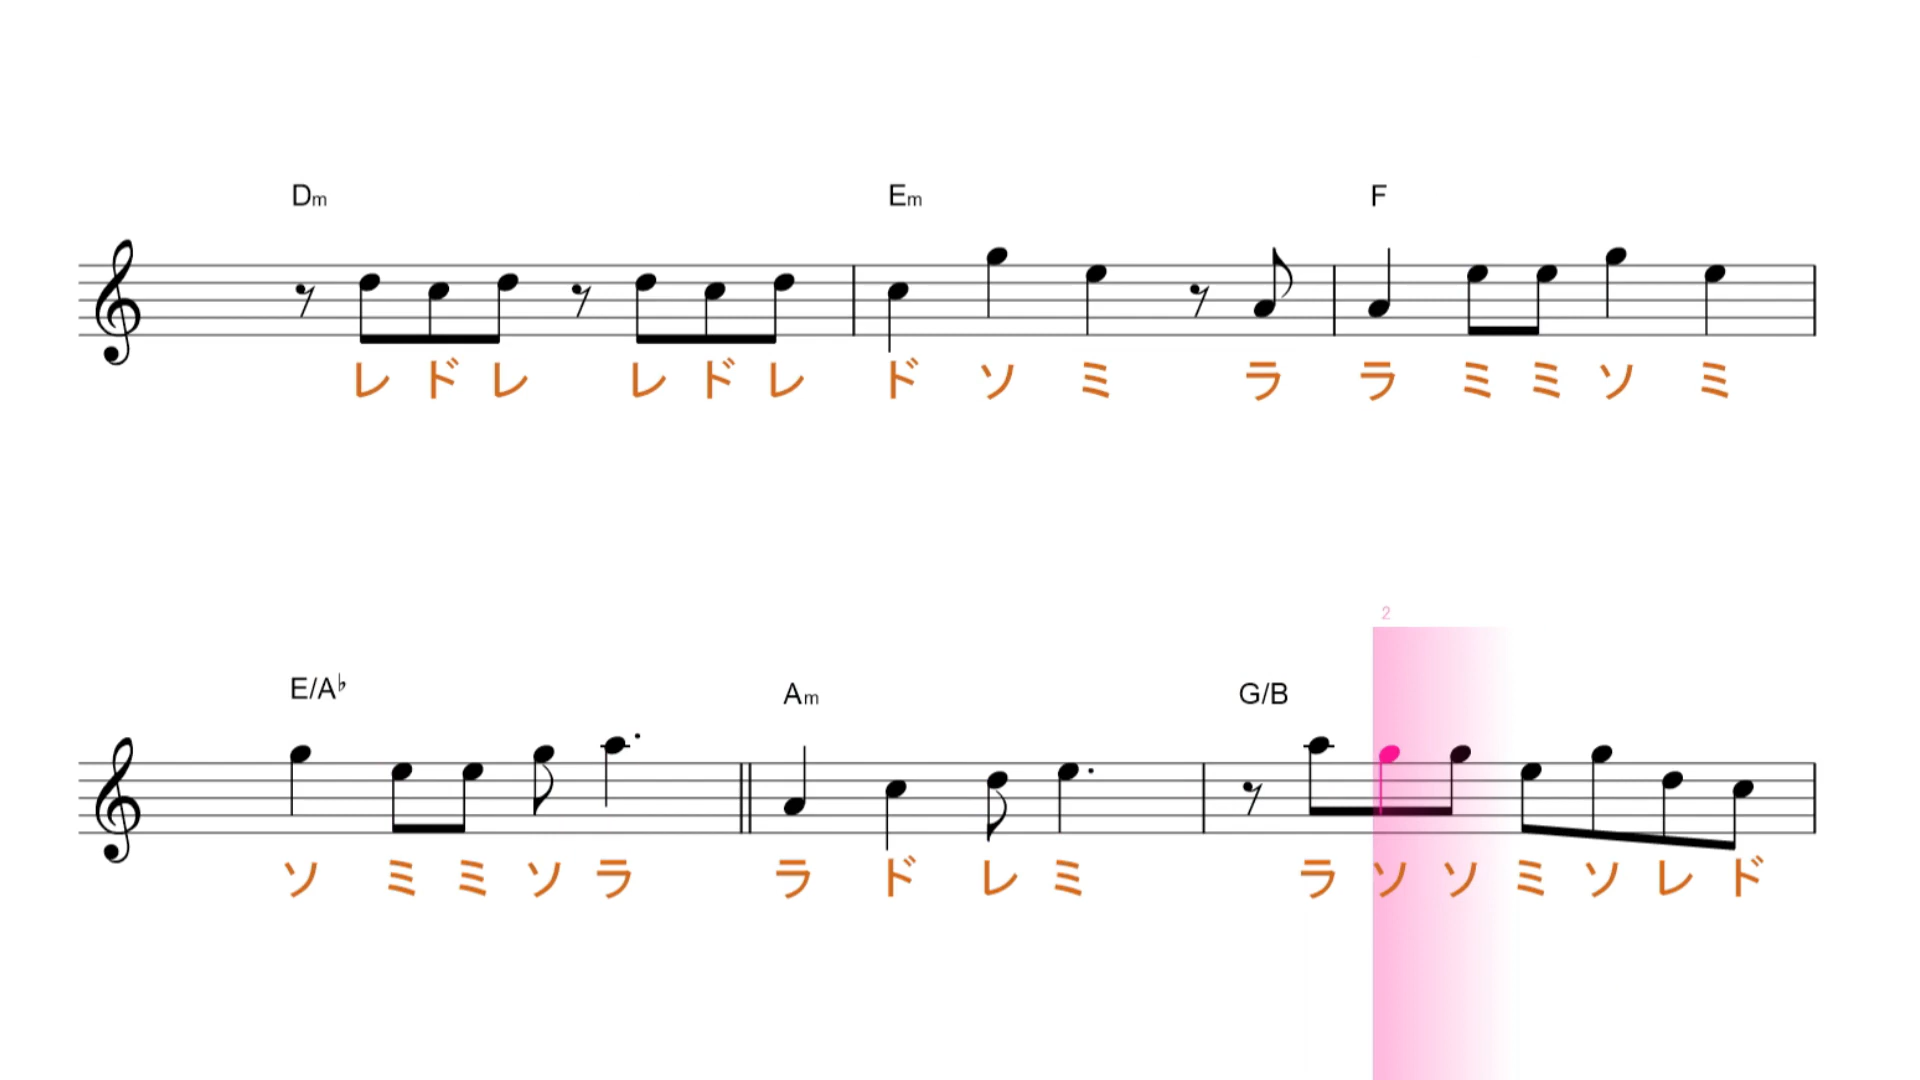 Dm Em F
レ ド レ レ ド レ ド ソ ミ ラ ラ ミ ミ ソ ミ
2
E/A♭ Am G/B
ソ ミ ミ ソ ラ ラ ド レ ミ ラ ソ ソ ミ ソ レ ド